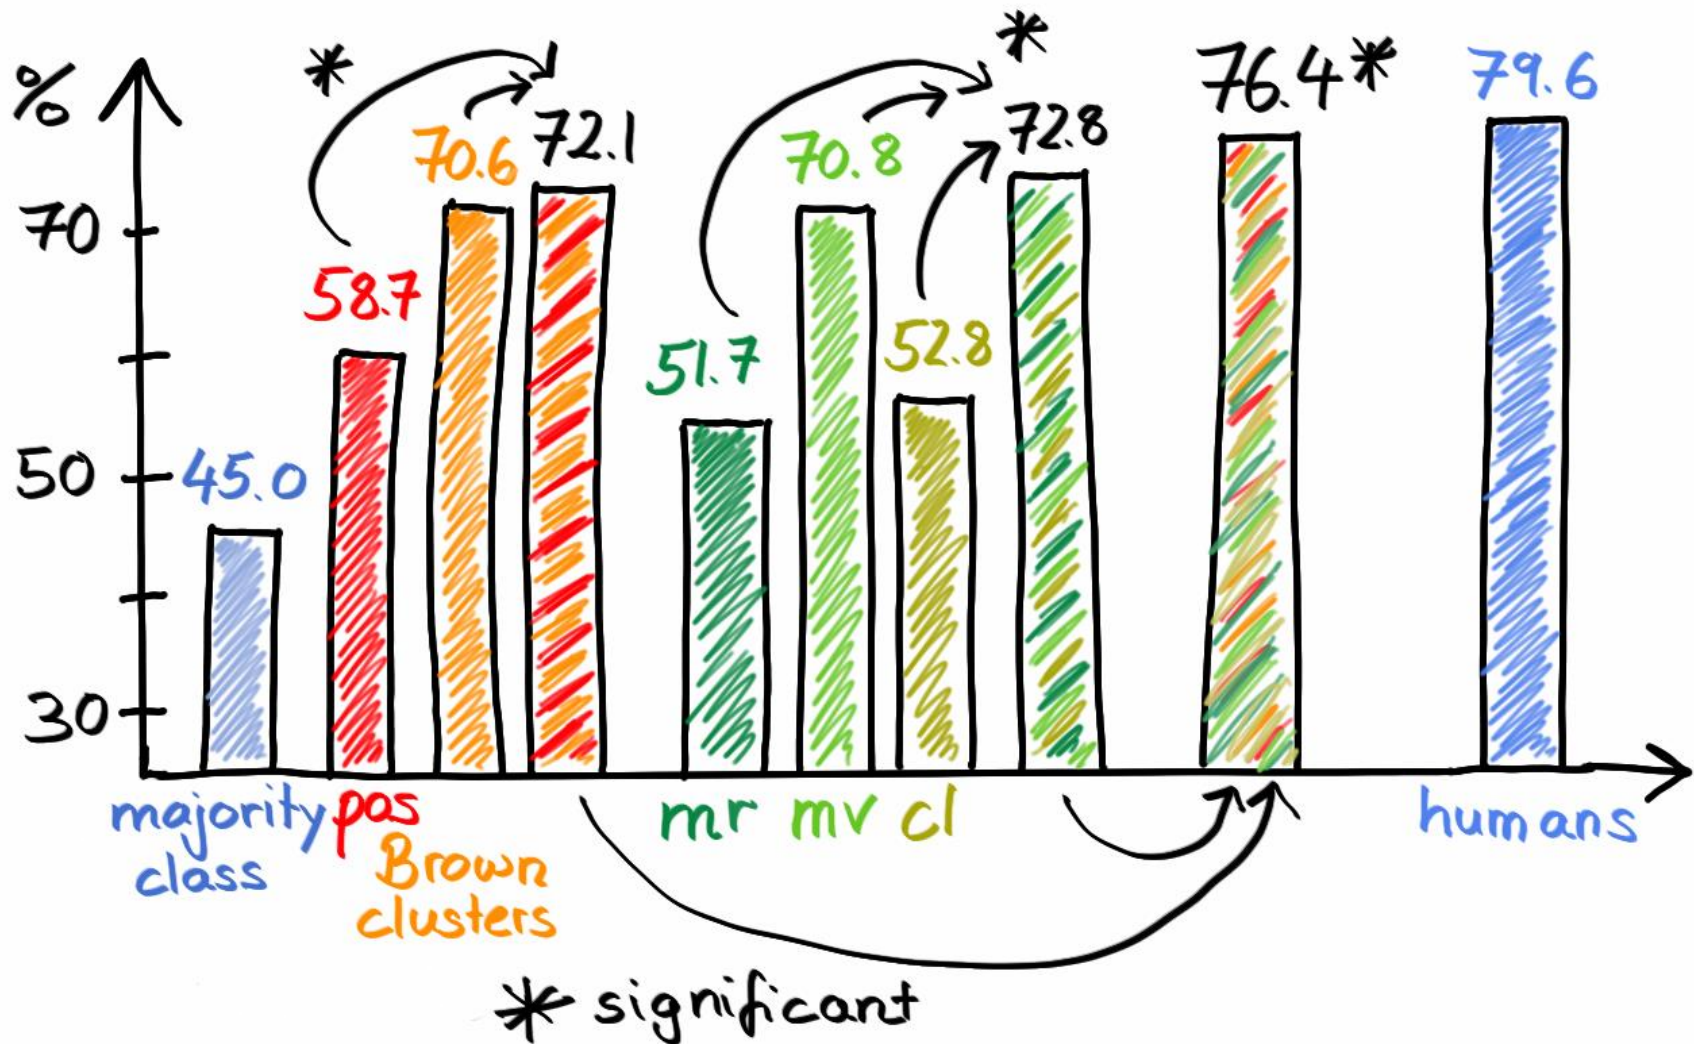 %
70
50
30
*
*
45.0
58.7
70.6
72.1
51.7
70.8
52.8
72.8
76.4*
79.6
majority
class
pos
Brown
clusters
mr
mv
cl
humans
* significant